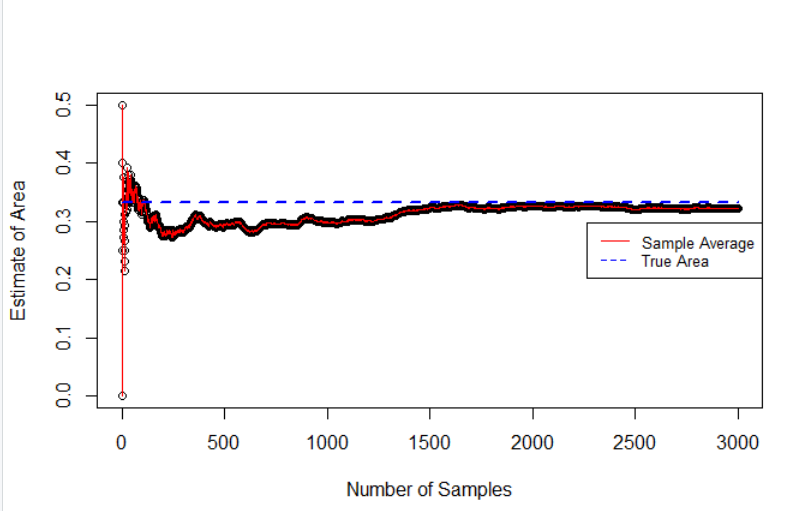 0.5
0.4
0.3
0.2
0.1
0.0
Estimate of Area
Sample Average
True Area
0 500 1000 1500 2000 2500 3000
Number of Samples